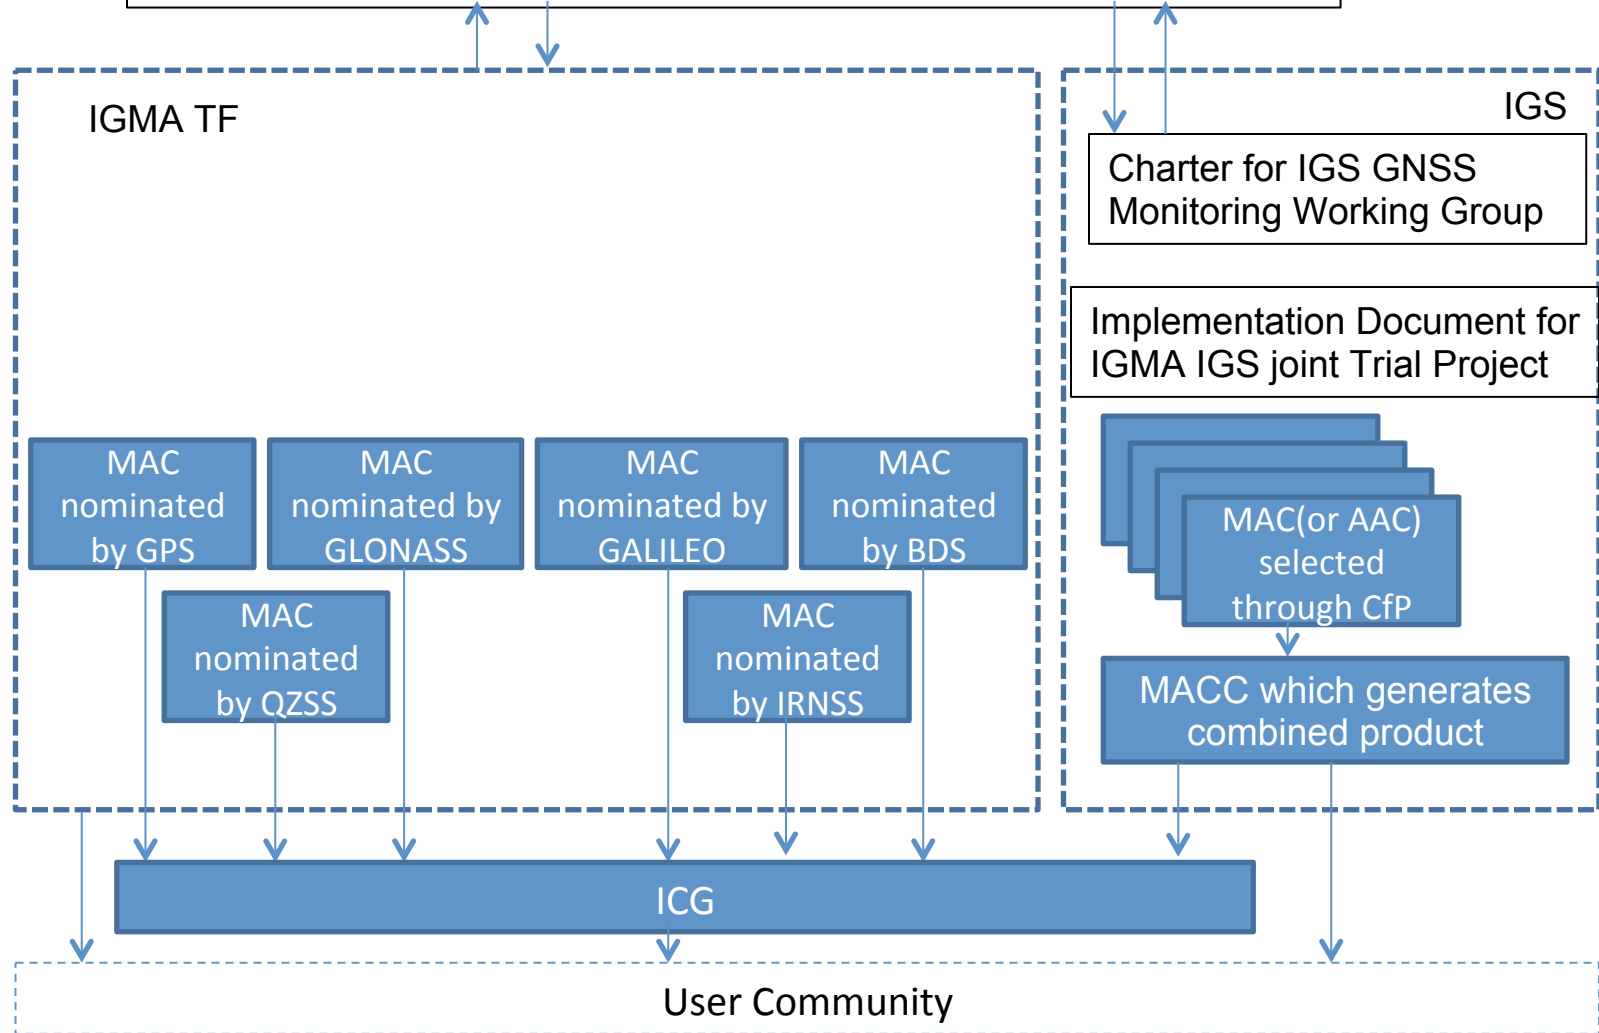 IGMA TF
IGS
Charter for IGS GNSS
Monitoring Working Group
Implementation Document for
IGMA IGS joint Trial Project
MAC
nominated
by GPS
MAC
nominated by
GLONASS
MAC
nominated by
GALILEO
MAC
nominated
by BDS
MAC
nominated
by QZSS
MAC
nominated
by IRNSS
MAC(or AAC)
selected
through CfP
MACC which generates
combined product
ICG
User Community